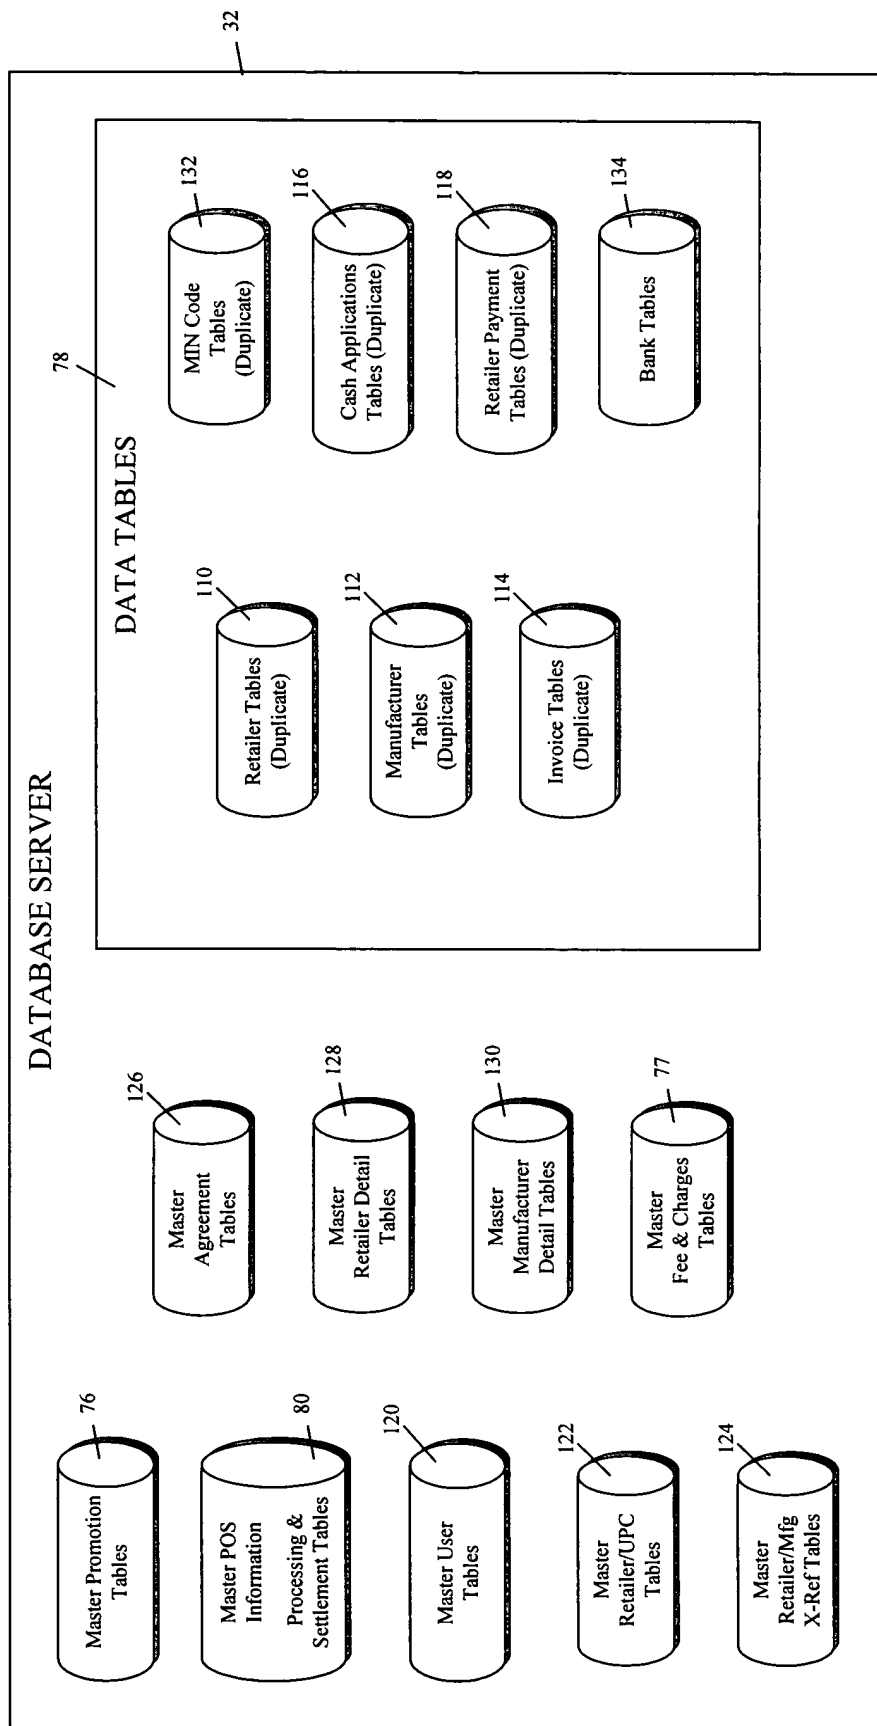 DATABASE SERVER
32
Master Promotion
Tables
76
Master POS
Information
Processing &
Settlement Tables
80
Master User
Tables
120
Master
Retailer/UPC
Tables
122
Master
Retailer/Mfg
X-Ref Tables
124
Master
Agreement
Tables
126
Master
Retailer Detail
Tables
128
Master
Manufacturer
Detail Tables
130
Master
Fee & Charges
Tables
77
DATA TABLES
78
Retailer Tables
(Duplicate)
110
Manufacturer
Tables
(Duplicate)
112
Invoice Tables
(Duplicate)
114
MIN Code
Tables
(Duplicate)
132
Cash Applications
Tables (Duplicate)
116
Retailer Payment
Tables (Duplicate)
118
Bank Tables
134